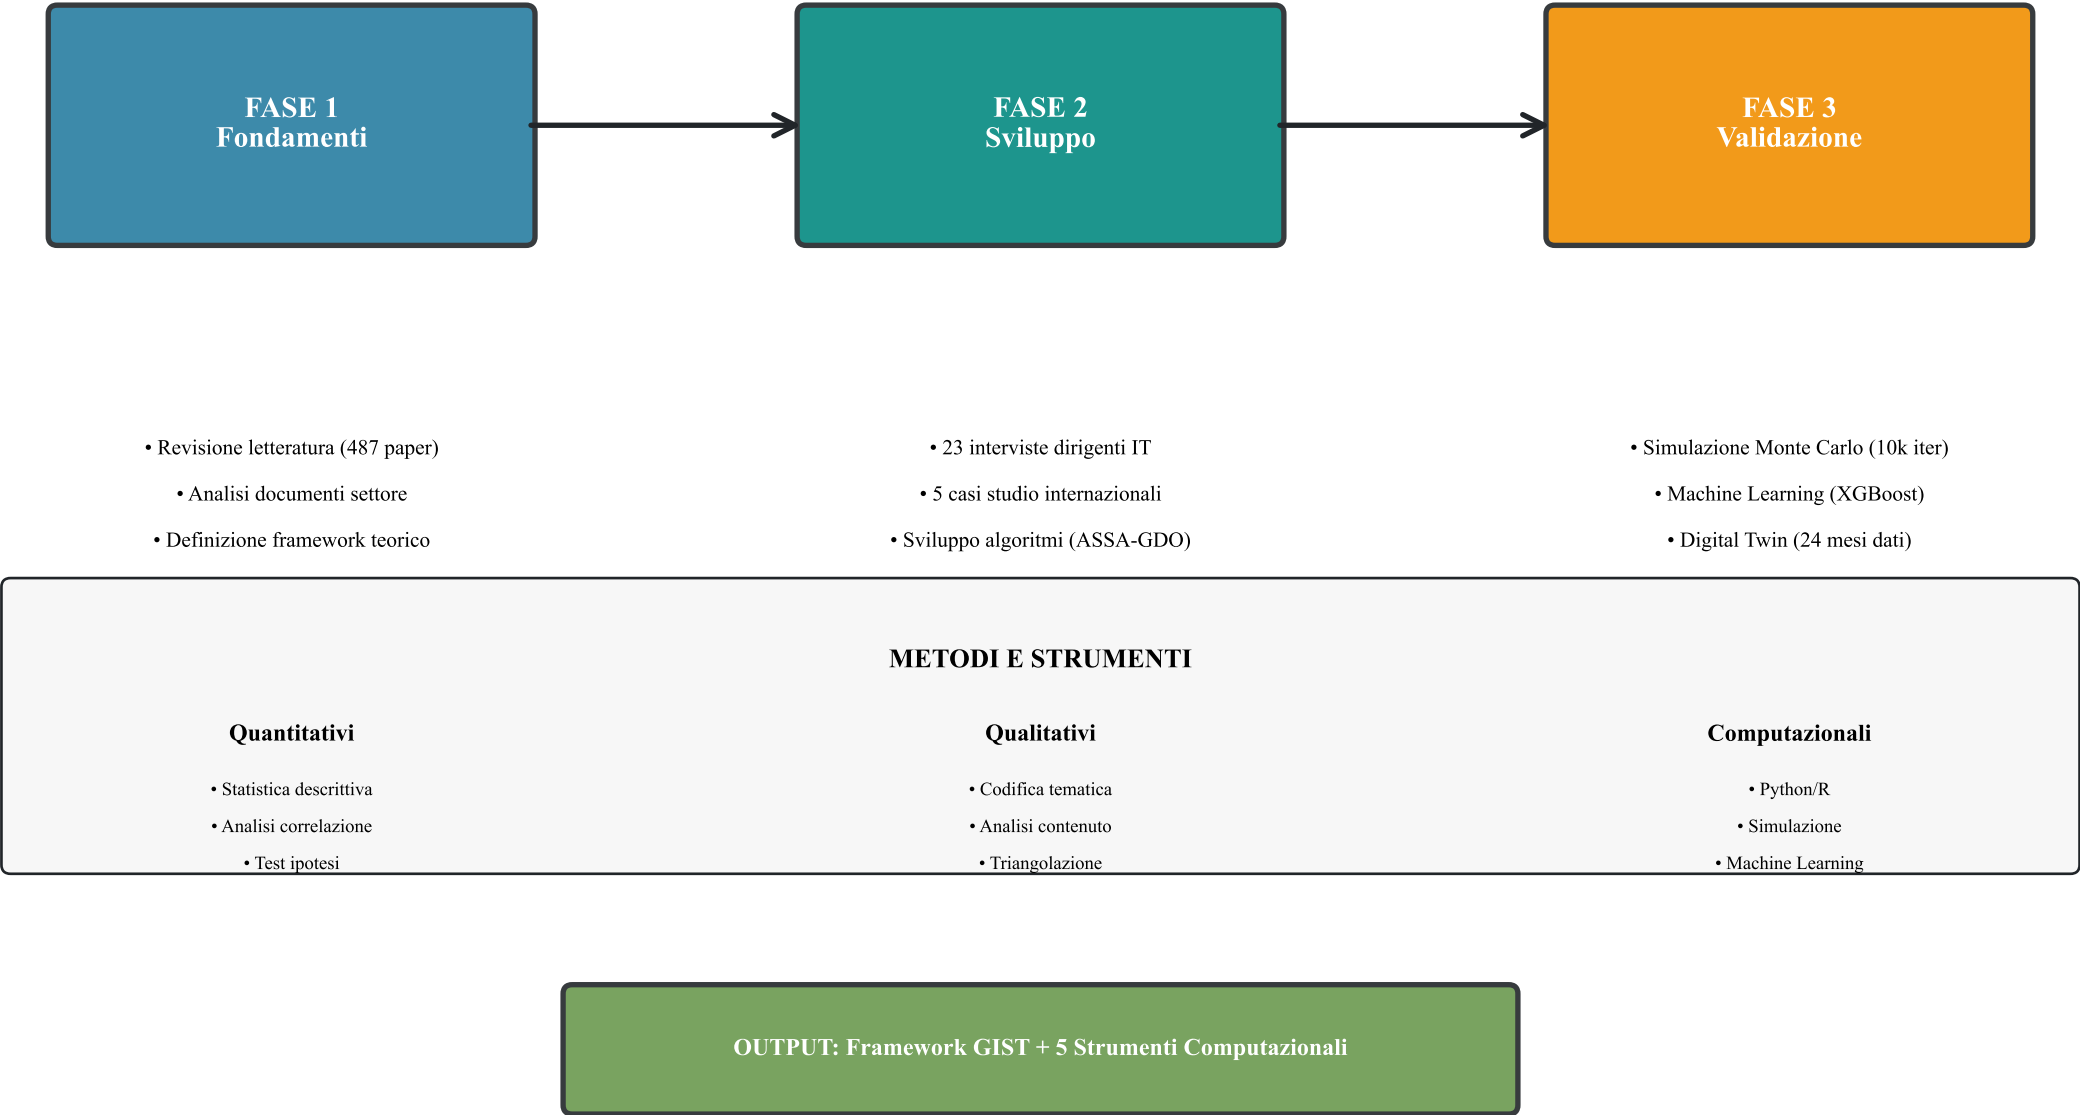 FASE 1
Fondamenti
FASE 2
Sviluppo
FASE 3
Validazione
• Revisione letteratura (487 paper)
• Analisi documenti settore
• Definizione framework teorico
• 23 interviste dirigenti IT
• 5 casi studio internazionali
• Sviluppo algoritmi (ASSA-GDO)
• Simulazione Monte Carlo (10k iter)
• Machine Learning (XGBoost)
• Digital Twin (24 mesi dati)
METODI E STRUMENTI
Quantitativi
• Statistica descrittiva
• Analisi correlazione
• Test ipotesi
Qualitativi
• Codifica tematica
• Analisi contenuto
• Triangolazione
Computazionali
• Python/R
• Simulazione
• Machine Learning
OUTPUT: Framework GIST + 5 Strumenti Computazionali